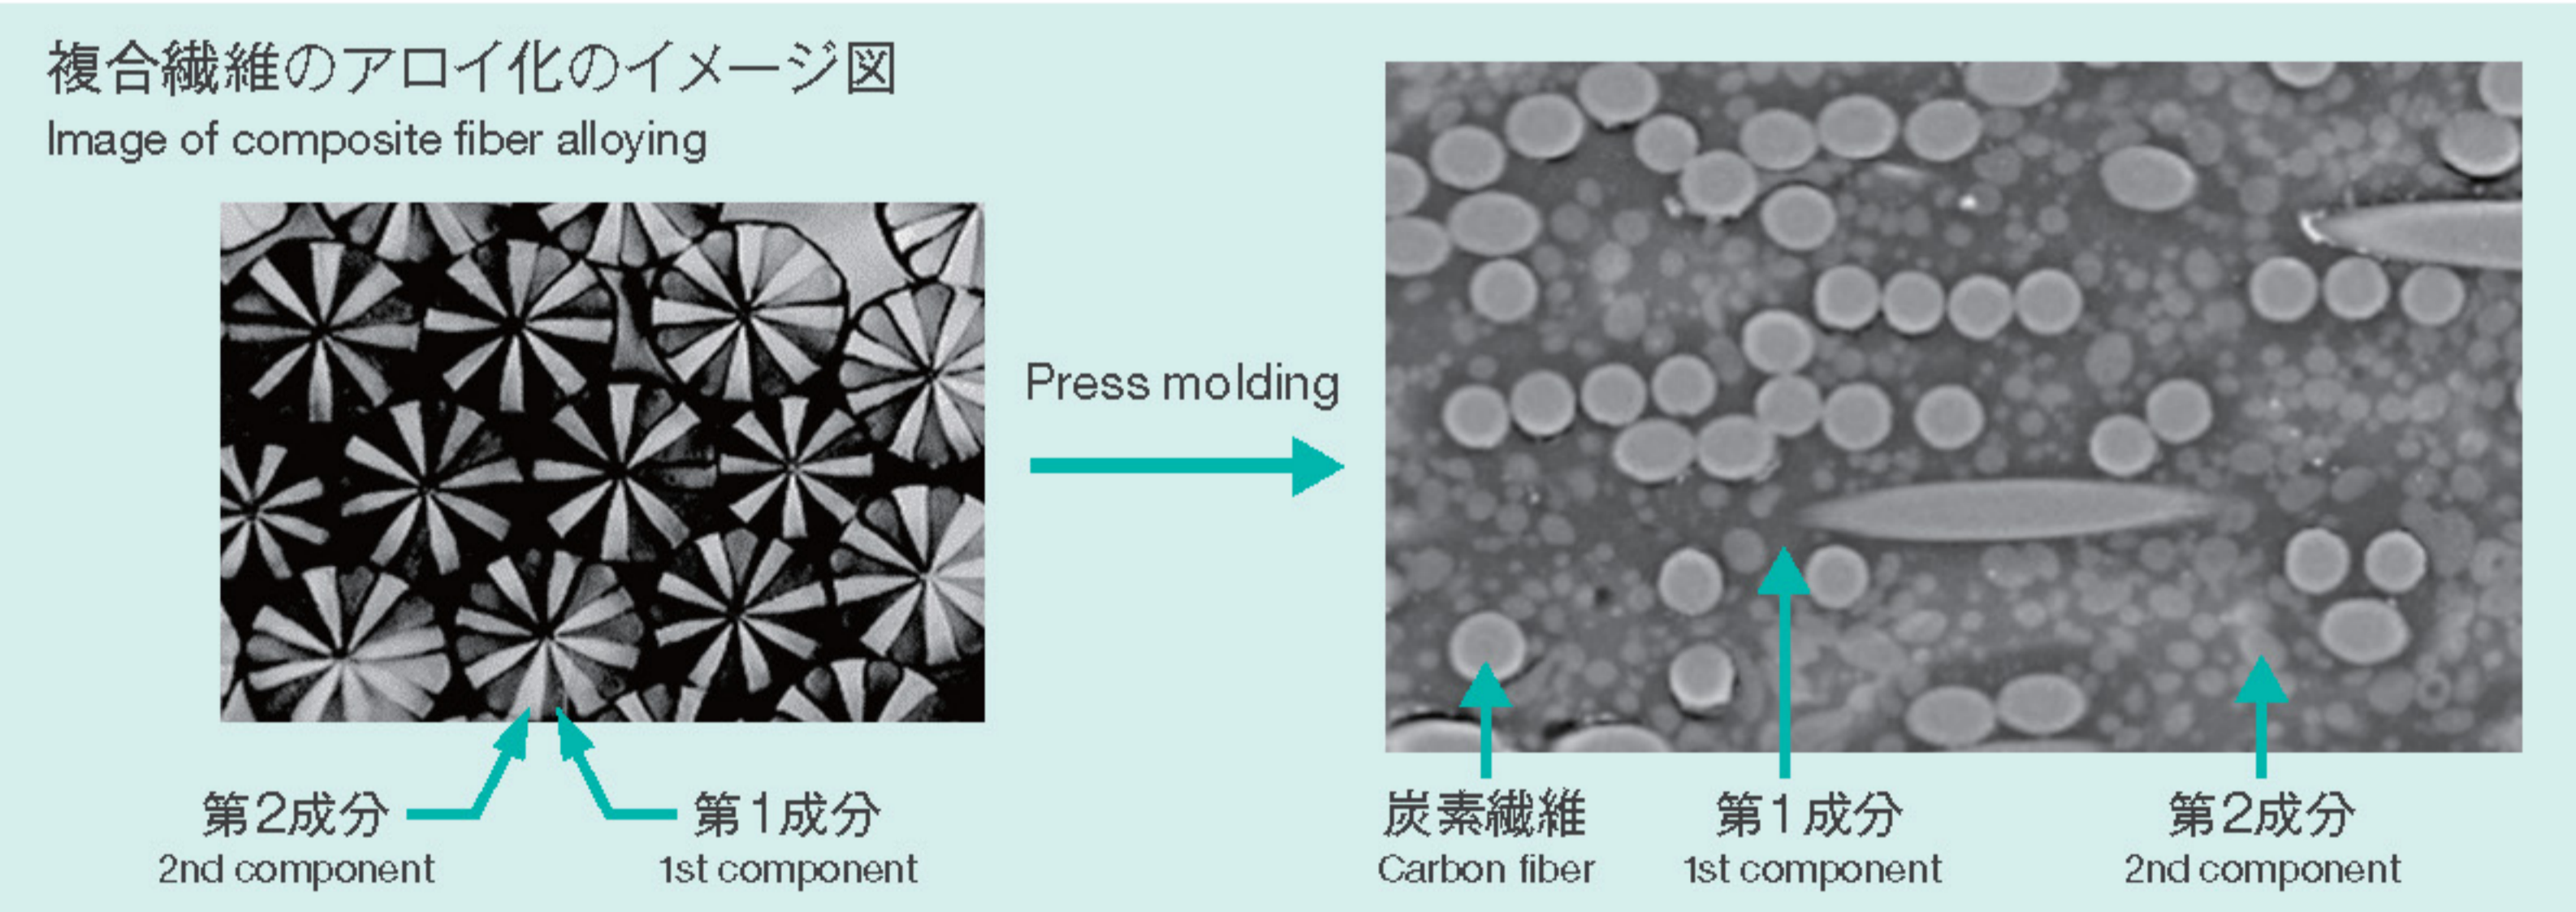 複合繊維のアロイ化のイメージ図
Image of composite fiber alloying
Press molding
第2成分
2nd component
第1成分
1st component
炭素繊維
Carbon fiber
第1成分
1st component
第2成分
2nd component